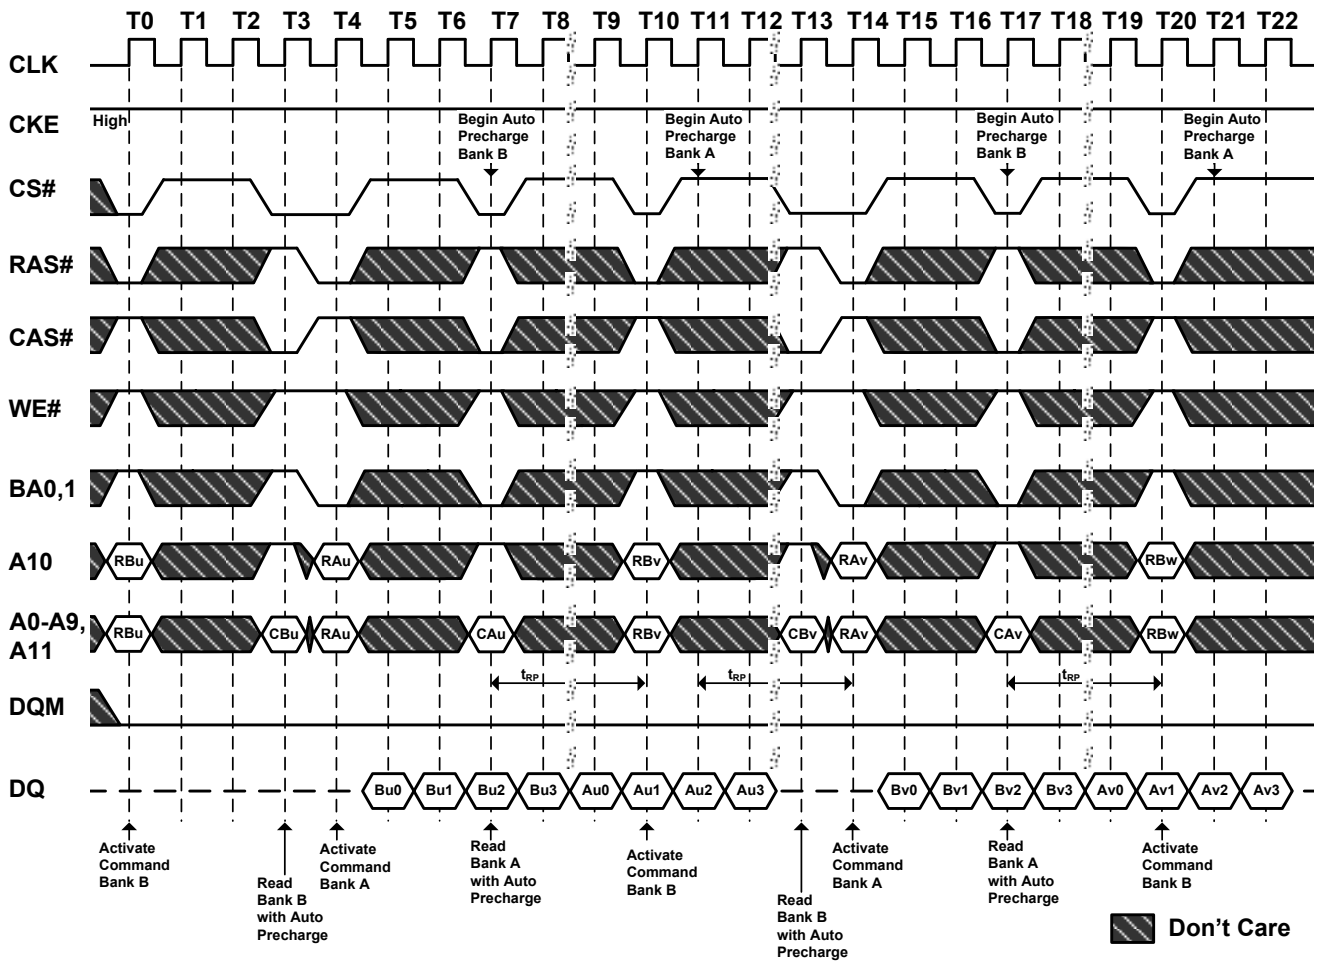 T0 T1 T2 T3 T4 T5 T6 T7 T8 T9 T10 T11 T12 T13 T14 T15 T16 T17 T18 T19 T20 T21 T22
CLK
CKE
High
Begin Auto
Precharge
Bank B
Begin Auto
Precharge
Bank A
Begin Auto
Precharge
Bank B
Begin Auto
Precharge
Bank A
CS#
RAS#
CAS#
WE#
BA0,1
A10
RBu RAu RBv RAv RBw
A0-A9,
A11
RBu CBu RAu CAu RBv CBv RAv CAv RBw
tRP tRP tRP
DQM
DQ
Bu0 Bu1 Bu2 Bu3 Au0 Au1 Au2 Au3 Bv0 Bv1 Bv2 Bv3 Av0 Av1 Av2 Av3
Activate
Command
Bank B
Read
Bank B
with Auto
Precharge
Activate
Command
Bank A
Read
Bank A
with Auto
Precharge
Activate
Command
Bank B
Read
Bank B
with Auto
Precharge
Activate
Command
Bank A
Read
Bank A
with Auto
Precharge
Activate
Command
Bank B
Don't Care